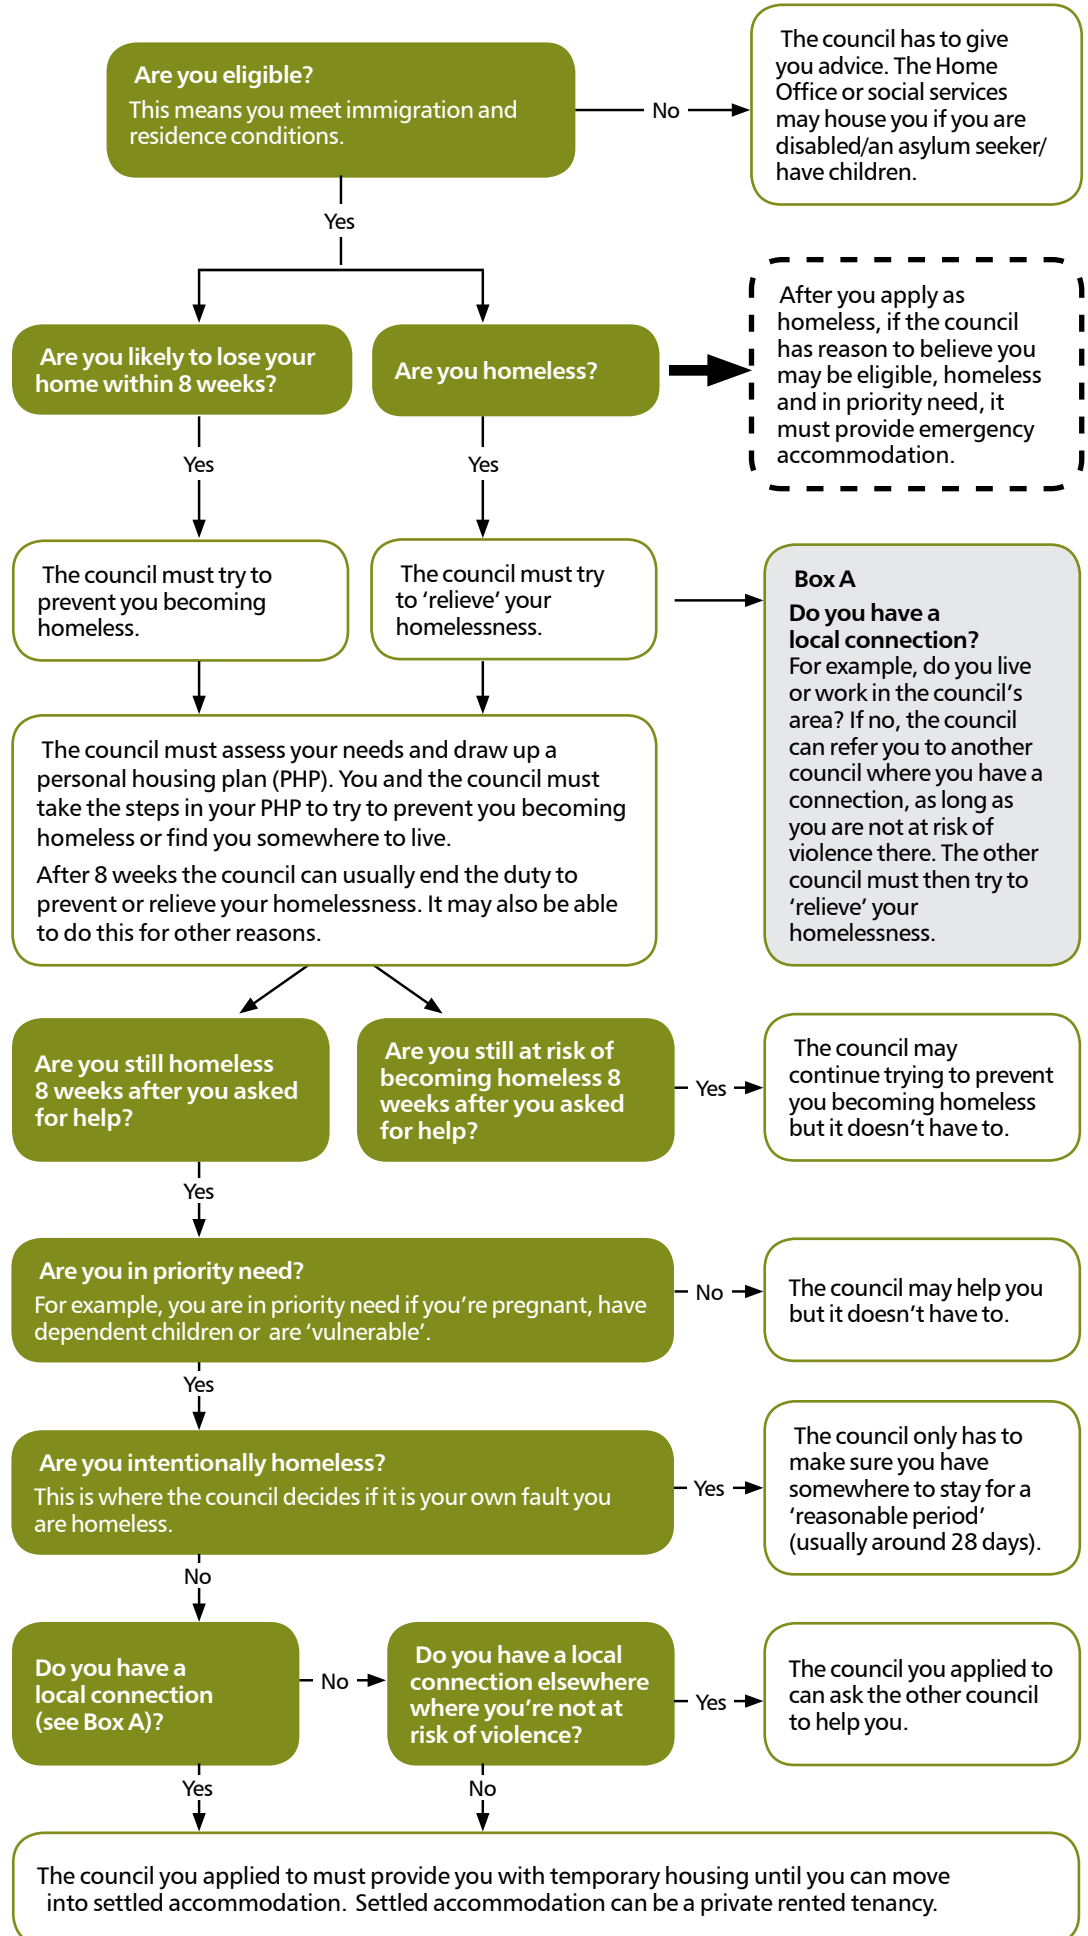 Are you eligible?
This means you meet immigration and
residence conditions.
No
The council has to give
you advice. The Home
Office or social services
may house you if you are
disabled/an asylum seeker/
have children.
Yes
Are you likely to lose your
home within 8 weeks?
Are you homeless?
After you apply as
homeless, if the council
has reason to believe you
may be eligible, homeless
and in priority need, it
must provide emergency
accommodation.
Yes
Yes
The council must try to
prevent you becoming
homeless.
The council must try
to ‘relieve’ your
homelessness.
Box A
Do you have a
local connection?
For example, do you live
or work in the council’s
area? If no, the council
can refer you to another
council where you have a
connection, as long as
you are not at risk of
violence there. The other
council must then try to
‘relieve’ your
homelessness.
The council must assess your needs and draw up a
personal housing plan (PHP). You and the council must
take the steps in your PHP to try to prevent you becoming
homeless or find you somewhere to live.
After 8 weeks the council can usually end the duty to
prevent or relieve your homelessness. It may also be able
to do this for other reasons.
Are you still homeless
8 weeks after you asked
for help?
Are you still at risk of
becoming homeless 8
weeks after you asked
for help?
Yes
The council may
continue trying to prevent
you becoming homeless
but it doesn’t have to.
Yes
Are you in priority need?
For example, you are in priority need if you’re pregnant, have
dependent children or are ‘vulnerable’.
No
The council may help you
but it doesn’t have to.
Yes
Are you intentionally homeless?
This is where the council decides if it is your own fault you
are homeless.
Yes
The council only has to
make sure you have
somewhere to stay for a
‘reasonable period’
(usually around 28 days).
No
Do you have a
local connection
(see Box A)?
No
Do you have a local
connection elsewhere
where you’re not at
risk of violence?
Yes
The council you applied to
can ask the other council
to help you.
Yes
No
The council you applied to must provide you with temporary housing until you can move
into settled accommodation. Settled accommodation can be a private rented tenancy.